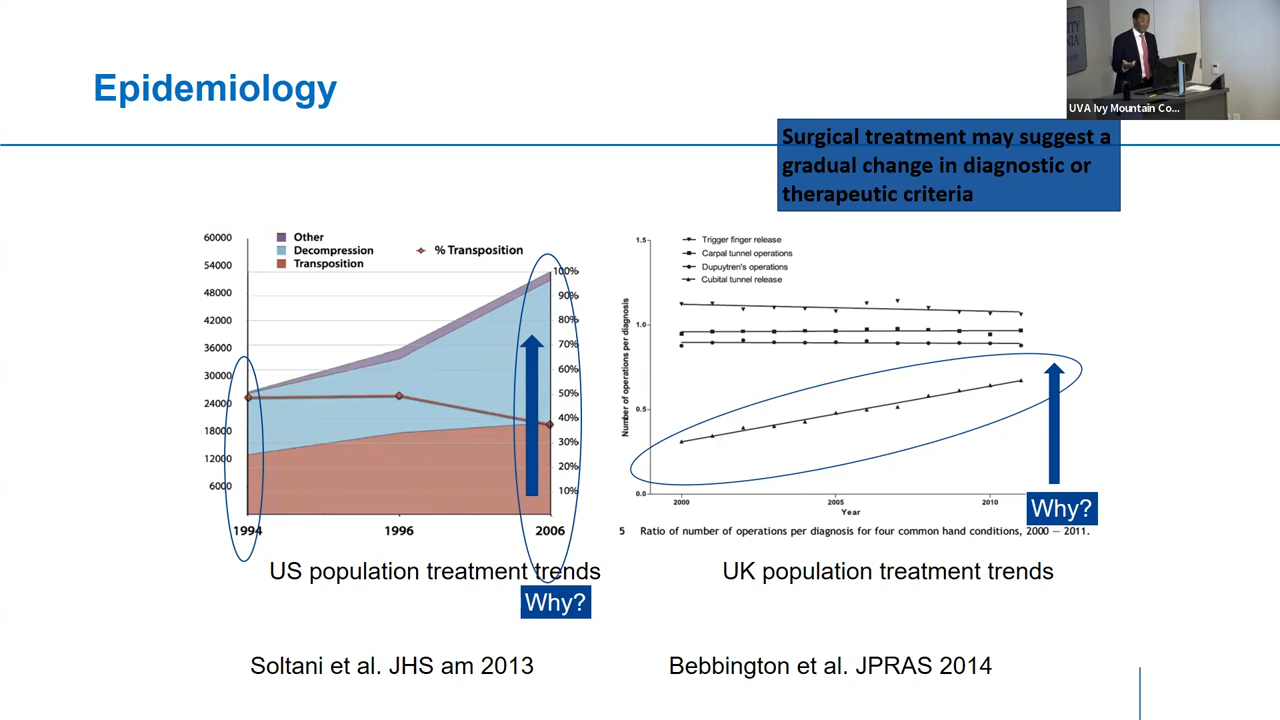 Epidemiology
UVA Ivy Mountain Co...
Surgical treatment may suggest a
gradual change in diagnostic or
therapeutic criteria
60000
54000
48000
42000
36000
30000
24000
18000
12000
6000
Other
Decompression
Transposition
% Transposition
100%
90%
80%
70%
60%
50%
40%
30%
20%
10%
1994
1996
2006
US population treatment trends
Why?
Soltani et al. JHS am 2013
Trigger finger release
Carpal tunnel operations
Dupuytren's operations
Cubital tunnel release
Number of operations per diagnosis
1.5
1.0
0.5
0.0
2000
2005
2010
Year
Why?
5 Ratio of number of operations per diagnosis for four common hand conditions, 2000 – 2011.
UK population treatment trends
Bebbington et al. JPRAS 2014